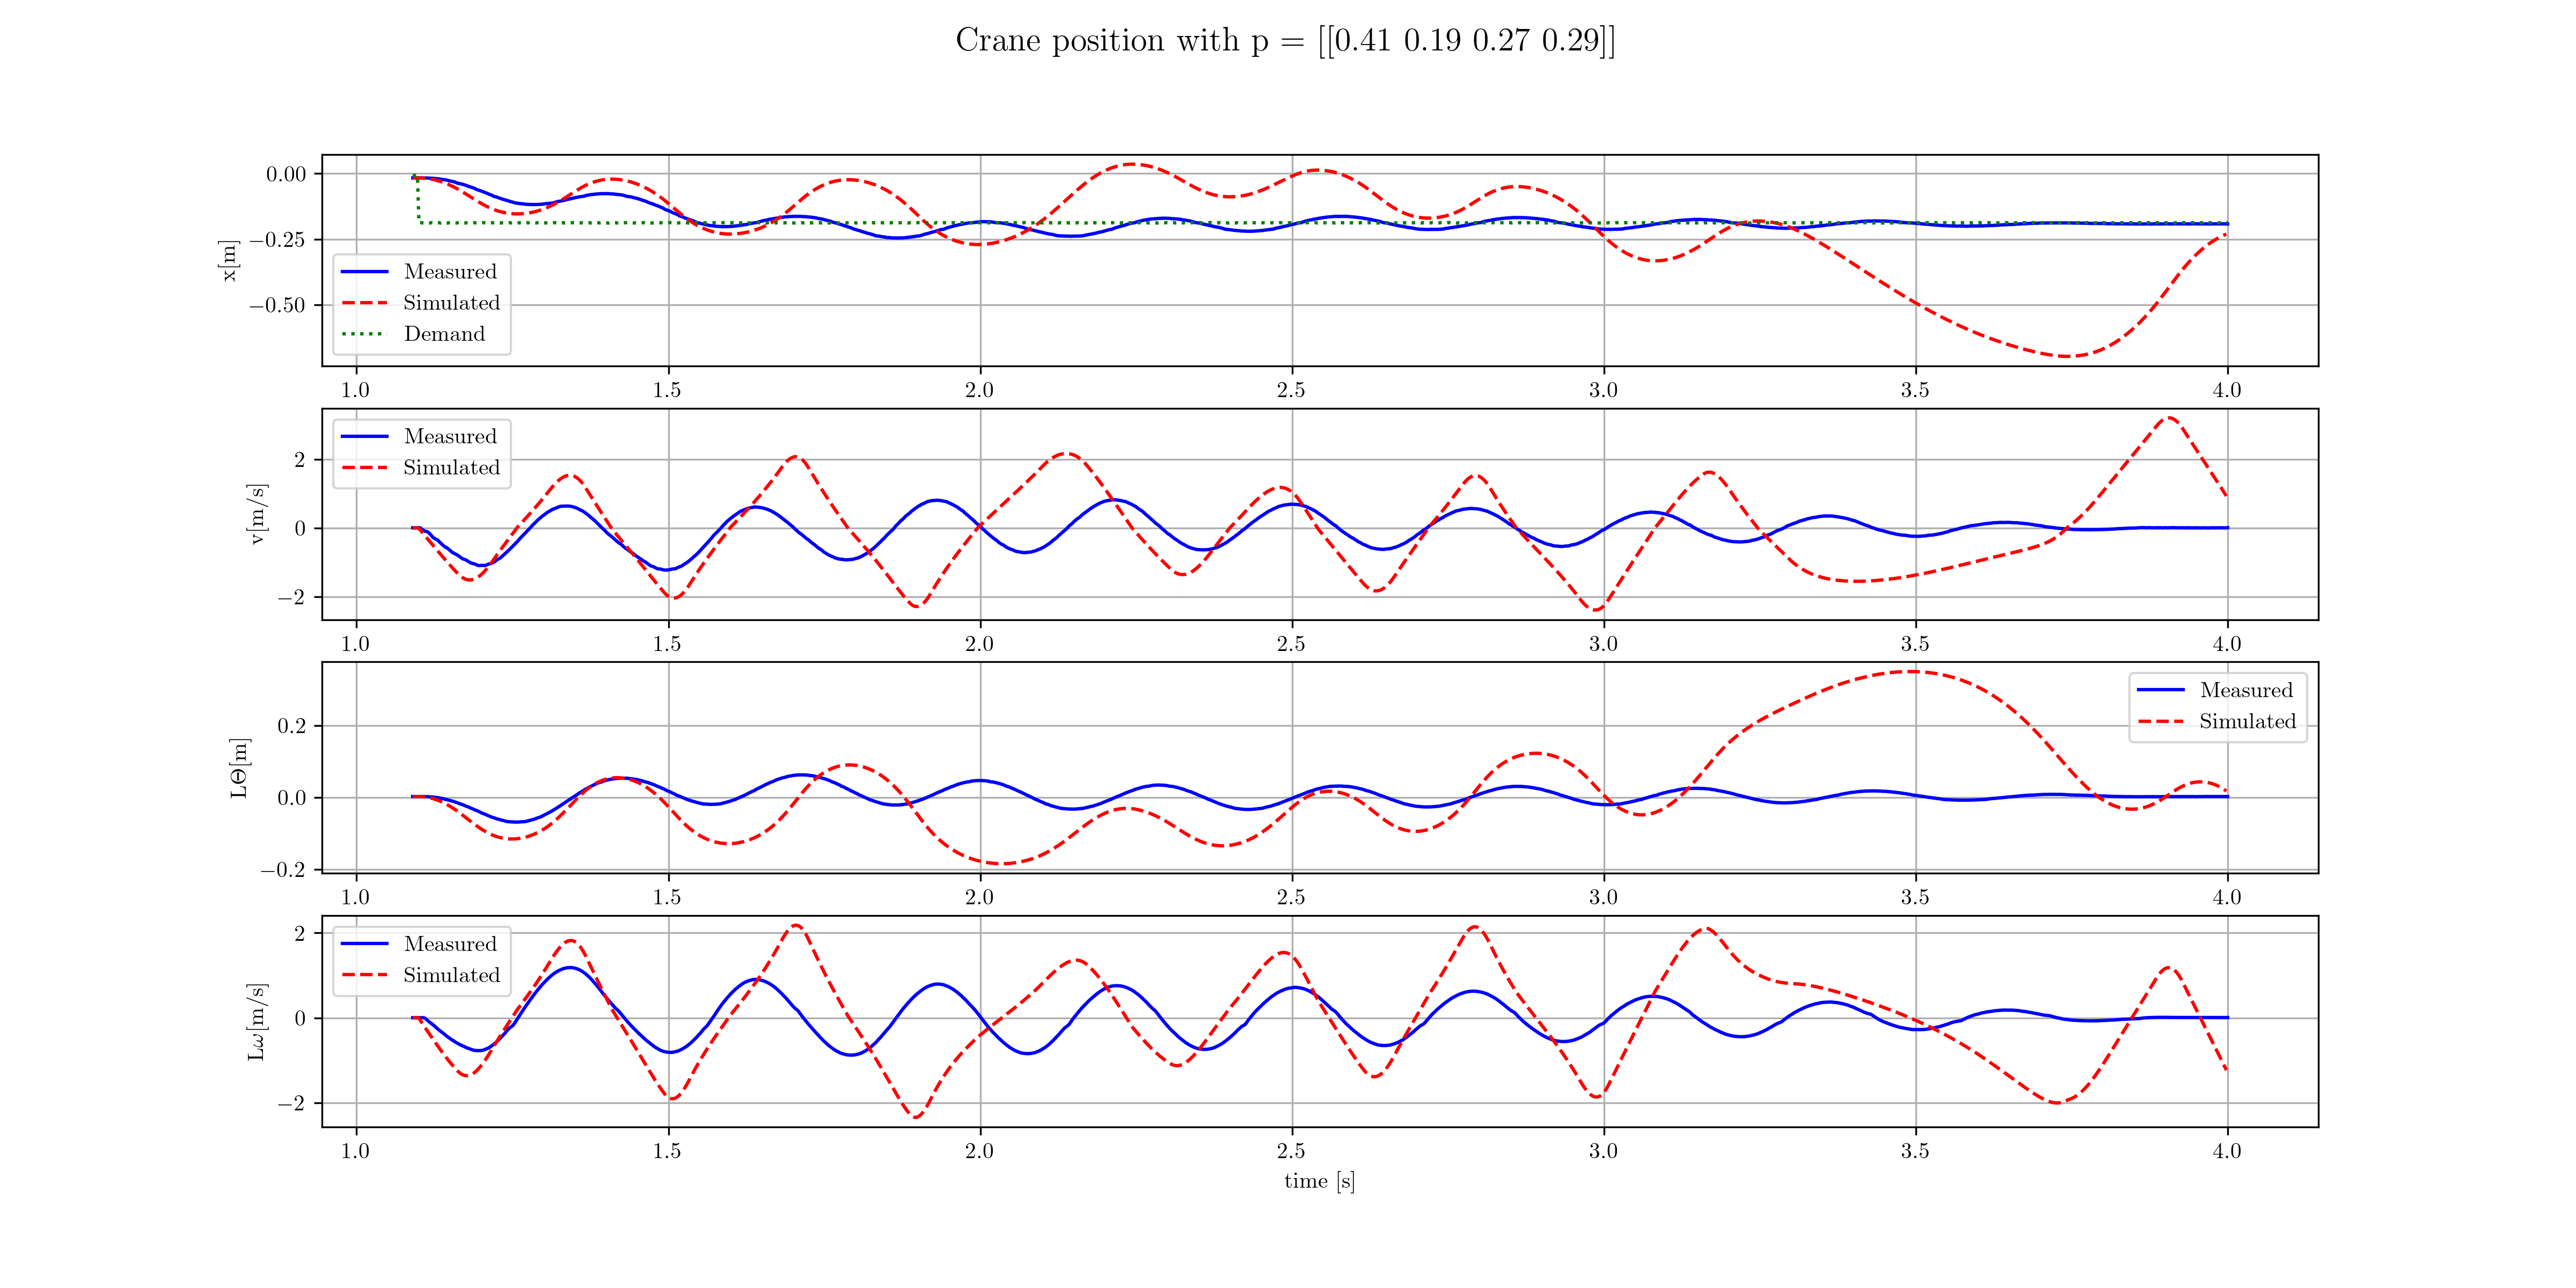 Crane position with p = [[0.41 0.19 0.27 0.29]]
x[m]
0.00
−0.25
−0.50
Measured
Simulated
Demand
1.0 1.5 2.0 2.5 3.0 3.5 4.0
v[m/s]
2
0
−2
Measured
Simulated
1.0 1.5 2.0 2.5 3.0 3.5 4.0
LΘ[m]
0.2
0.0
−0.2
Measured
Simulated
1.0 1.5 2.0 2.5 3.0 3.5 4.0
Lω[m/s]
2
0
−2
Measured
Simulated
1.0 1.5 2.0 2.5 3.0 3.5 4.0
time [s]